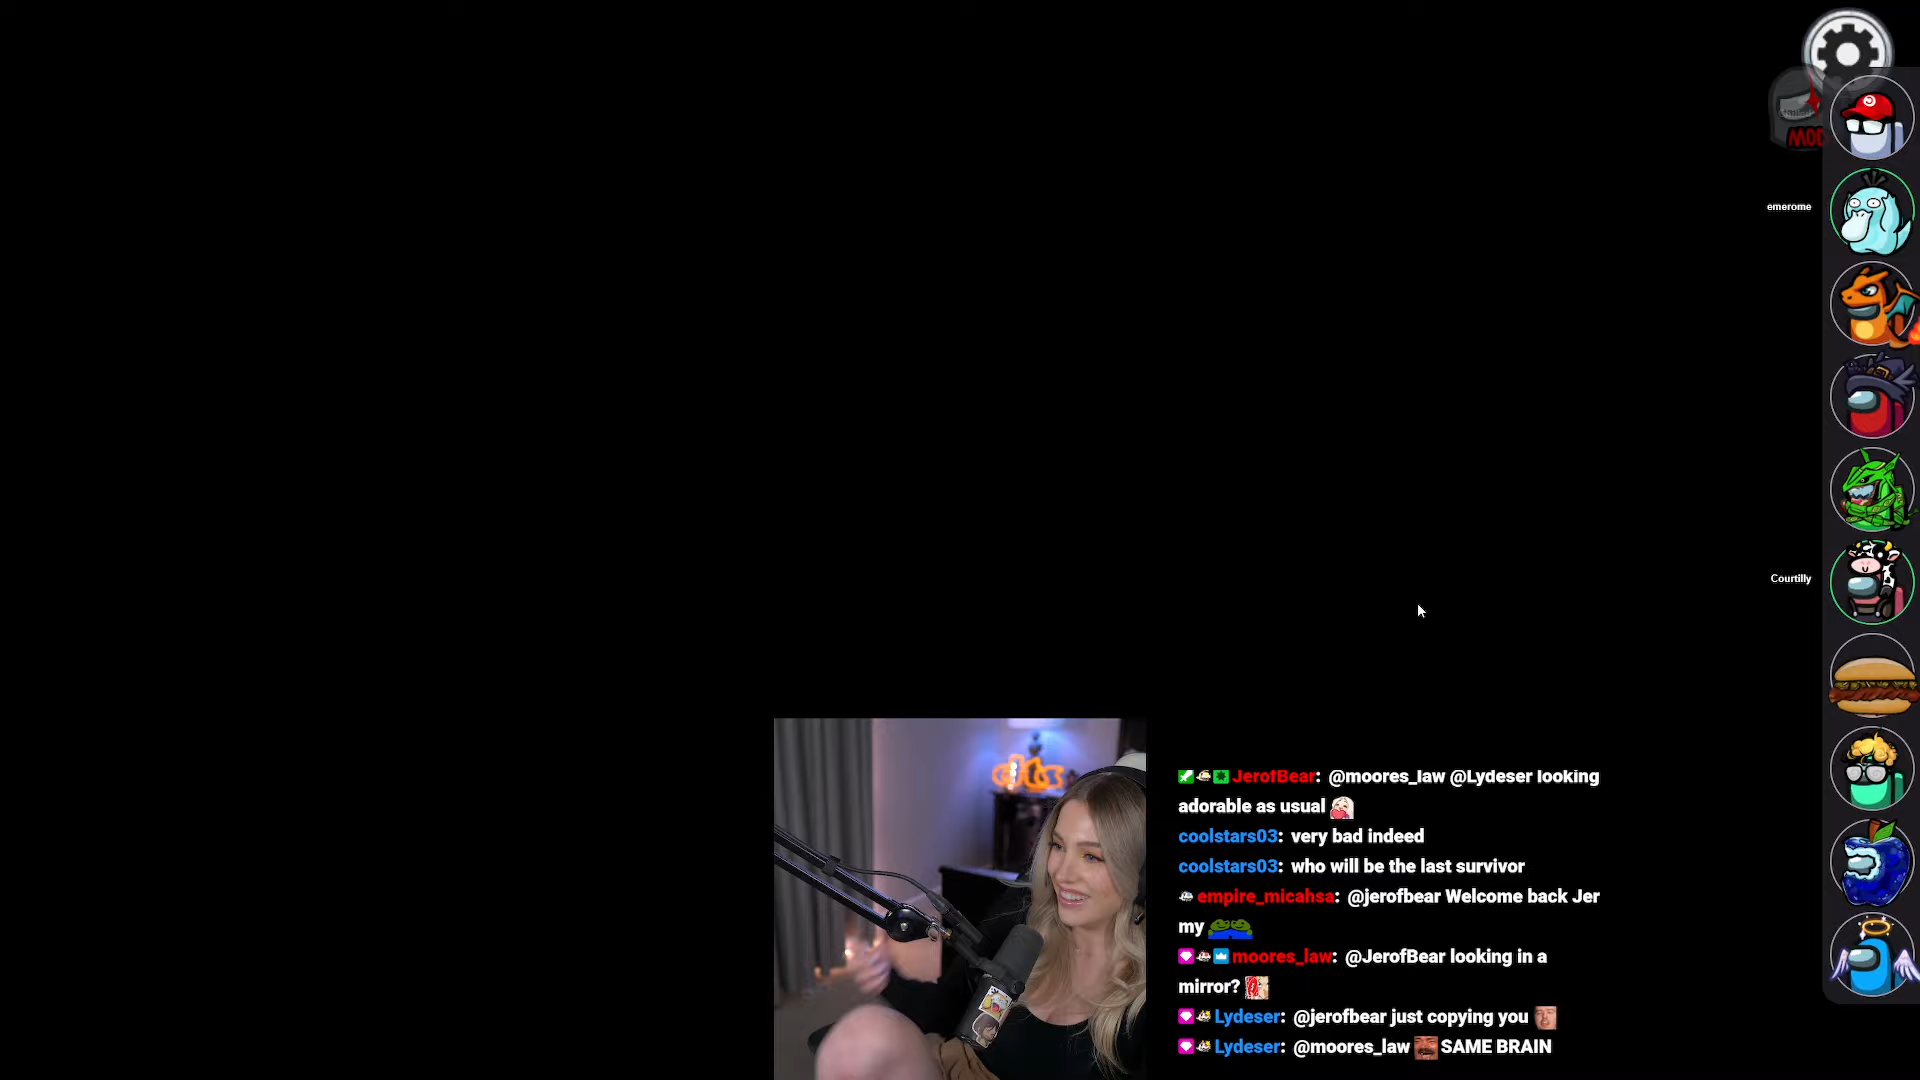 MOD
emerome
Courtilly
JerofBear: @moores_law @Lydeser looking
adorable as usual
coolstars03: very bad indeed
coolstars03: who will be the last survivor
empire_micahsa: @jerofbear Welcome back Jer
my
moores_law: @JerofBear looking in a
mirror?
Lydeser: @jerofbear just copying you
Lydeser: @moores_law SAME BRAIN